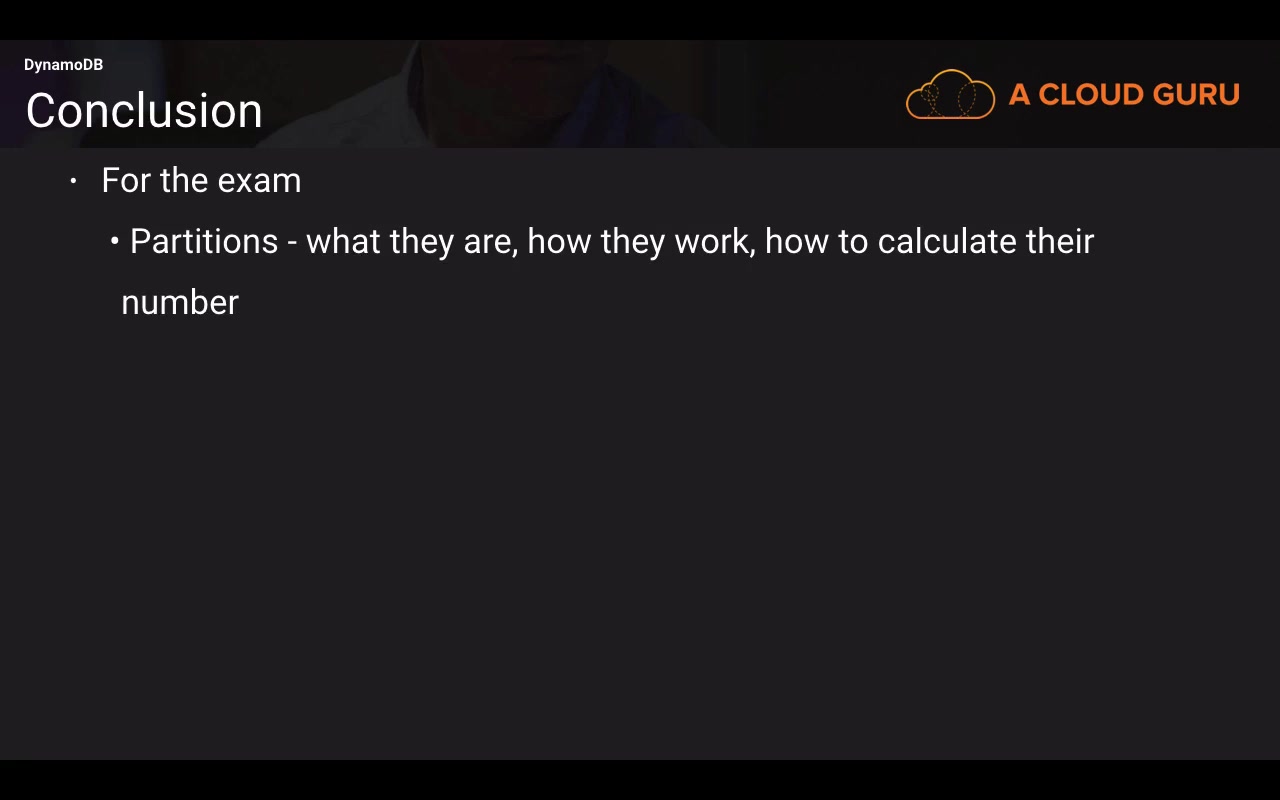 DynamoDB
Conclusion
A CLOUD GURU
· For the exam
• Partitions - what they are, how they work, how to calculate their
number